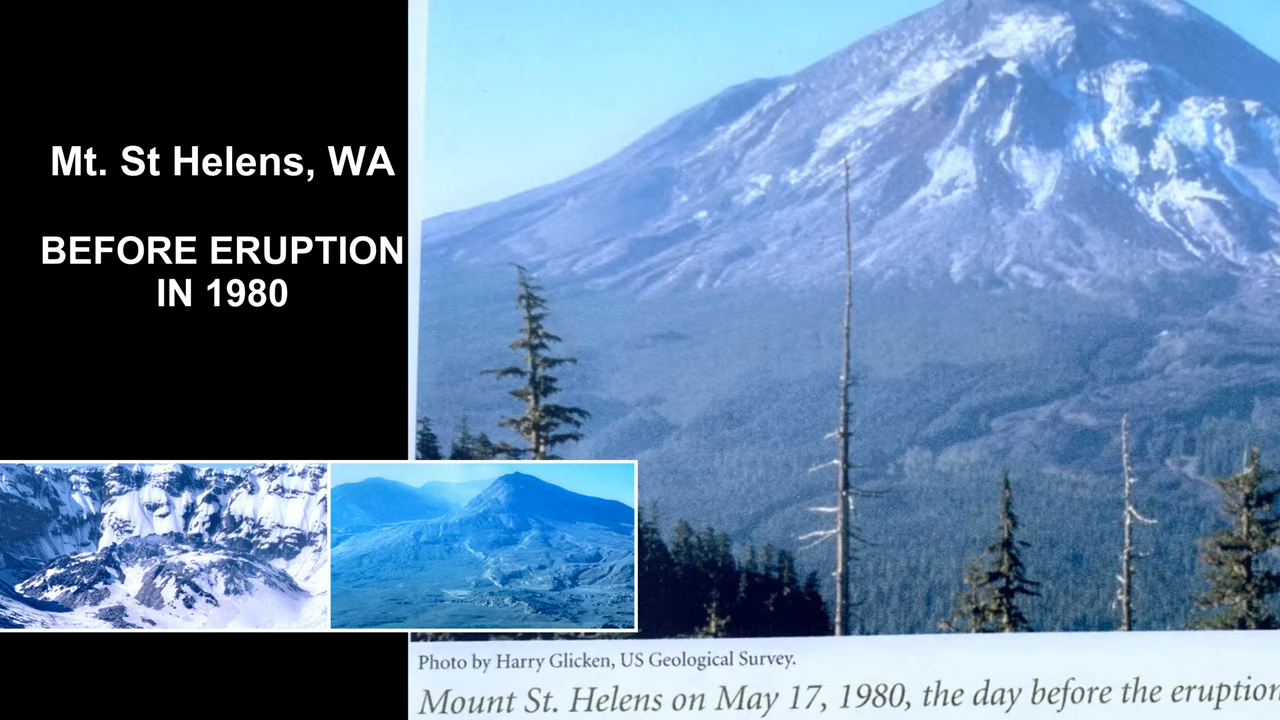 Mt. St Helens, WA
BEFORE ERUPTION
IN 1980
Photo by Harry Glicken, US Geological Survey.
Mount St. Helens on May 17, 1980, the day before the eruption